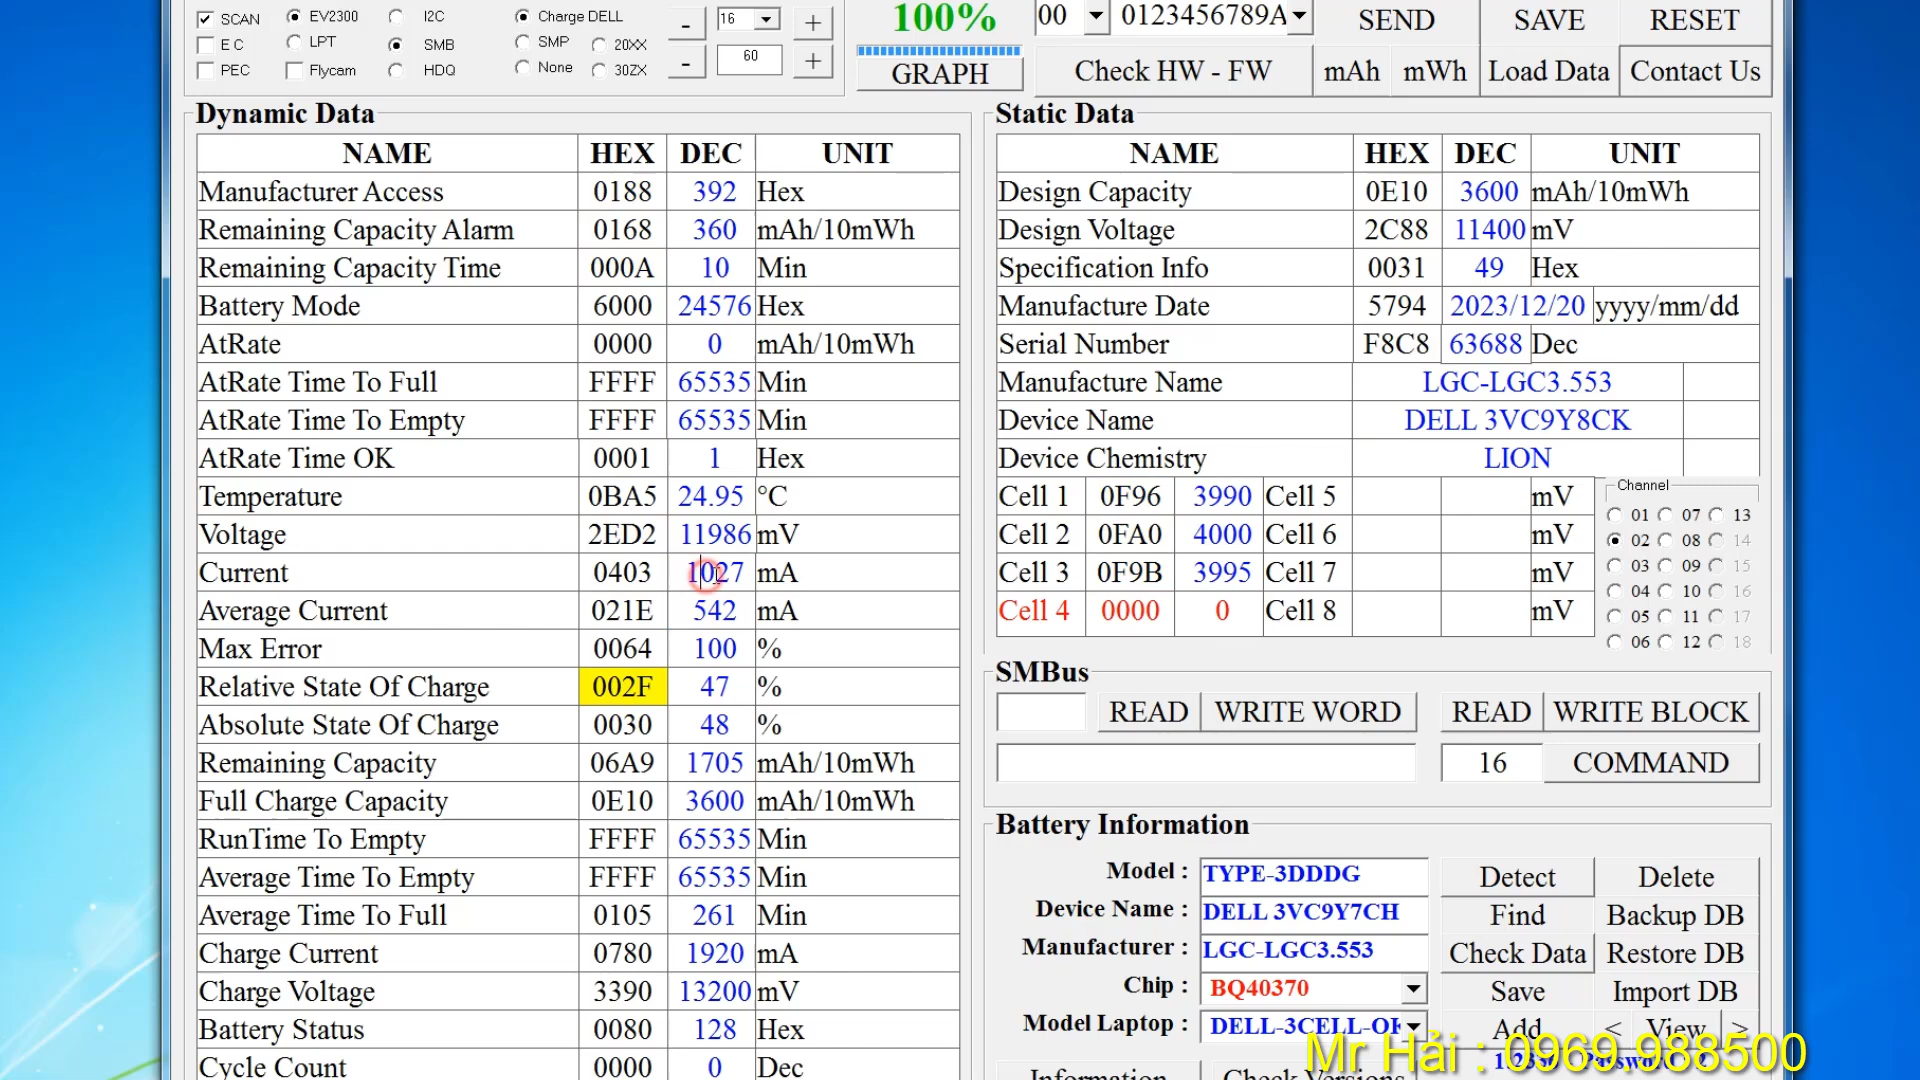 SCAN EV2300 I2C Charge DELL - 16 +
E C LPT SMB SMP 20XX
PEC Flycam HDQ None 30ZX - 60 +
100% 00 0123456789A SEND SAVE RESET
GRAPH Check HW - FW mAh mWh Load Data Contact Us
Dynamic Data
NAME HEX DEC UNIT
Manufacturer Access 0188 392 Hex
Remaining Capacity Alarm 0168 360 mAh/10mWh
Remaining Capacity Time 000A 10 Min
Battery Mode 6000 24576 Hex
AtRate 0000 0 mAh/10mWh
AtRate Time To Full FFFF 65535 Min
AtRate Time To Empty FFFF 65535 Min
AtRate Time OK 0001 1 Hex
Temperature 0BA5 24.95 °C
Voltage 2ED2 11986 mV
Current 0403 1027 mA
Average Current 021E 542 mA
Max Error 0064 100 %
Relative State Of Charge 002F 47 %
Absolute State Of Charge 0030 48 %
Remaining Capacity 06A9 1705 mAh/10mWh
Full Charge Capacity 0E10 3600 mAh/10mWh
RunTime To Empty FFFF 65535 Min
Average Time To Empty FFFF 65535 Min
Average Time To Full 0105 261 Min
Charge Current 0780 1920 mA
Charge Voltage 3390 13200 mV
Battery Status 0080 128 Hex
Cycle Count 0000 0 Dec
Static Data
NAME HEX DEC UNIT
Design Capacity 0E10 3600 mAh/10mWh
Design Voltage 2C88 11400 mV
Specification Info 0031 49 Hex
Manufacture Date 5794 2023/12/20 yyyy/mm/dd
Serial Number F8C8 63688 Dec
Manufacture Name LGC-LGC3.553
Device Name DELL 3VC9Y8CK
Device Chemistry LION
Cell 1 0F96 3990 Cell 5 mV
Cell 2 0FA0 4000 Cell 6 mV
Cell 3 0F9B 3995 Cell 7 mV
Cell 4 0000 0 Cell 8 mV
Channel
01 07 13
02 08 14
03 09 15
04 10 16
05 11 17
06 12 18
SMBus
READ WRITE WORD READ WRITE BLOCK
16 COMMAND
Battery Information
Model : TYPE-3DDDG Detect Delete
Device Name : DELL 3VC9Y7CH Find Backup DB
Manufacturer : LGC-LGC3.553 Check Data Restore DB
Chip : BQ40370 Save Import DB
Model Laptop : DELL-3CELL-OK Add < View >
Mr Hải : 0969.988500
Information Check Versions